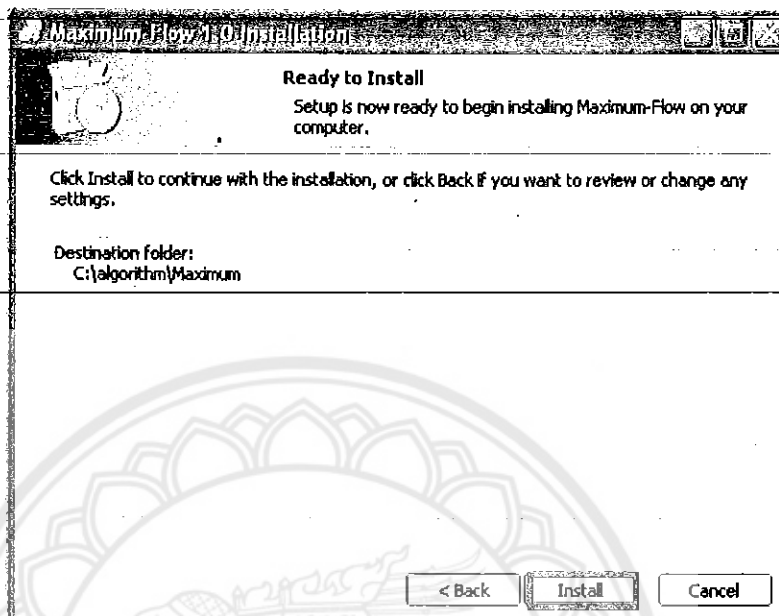 Maximum-Flow 1.0 Installation
Ready to Install
Setup is now ready to begin installing Maximum-Flow on your
computer.
Click Install to continue with the installation, or click Back if you want to review or change any
settings.
Destination folder:
C:\algorithm\Maximum
< Back
Install
Cancel